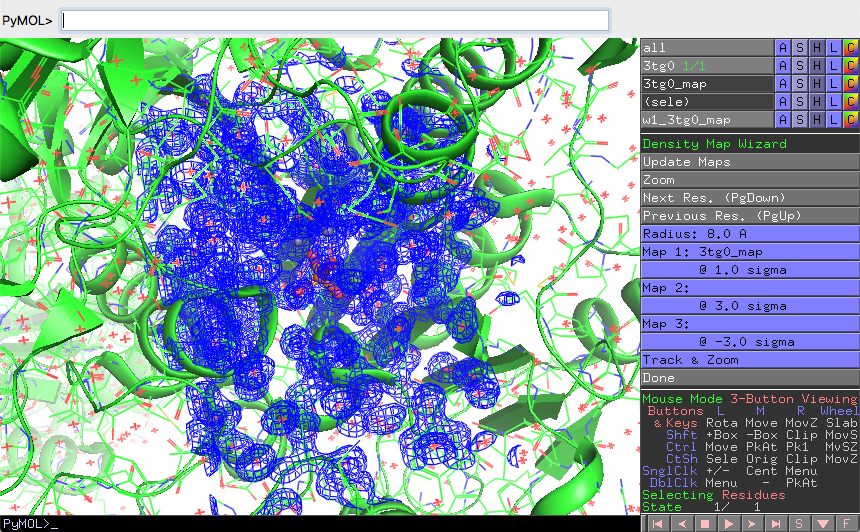 PyMOL>
all A S H L C
3tg0 1/1 A S H L C
3tg0_map A S H L C
(sele) A S H L C
w1_3tg0_map A S H L C
Density Map Wizard
Update Maps
Zoom
Next Res. (PgDown)
Previous Res. (PgUp)
Radius: 8.0 A
Map 1: 3tg0_map
@ 1.0 sigma
Map 2:
@ 3.0 sigma
Map 3:
@ -3.0 sigma
Track & Zoom
Done
Mouse Mode 3-Button Viewing
Buttons L M R Wheel
& Keys Rota Move MovZ Slab
Shft +Box -Box Clip MovS
Ctrl Move PkAt Pk1 MvSZ
CtSh Sele Orig Clip MovZ
SnglClk +/- Cent Menu
DblClk Menu - PkAt
Selecting Residues
State 1/ 1
PyMOL>_ S F